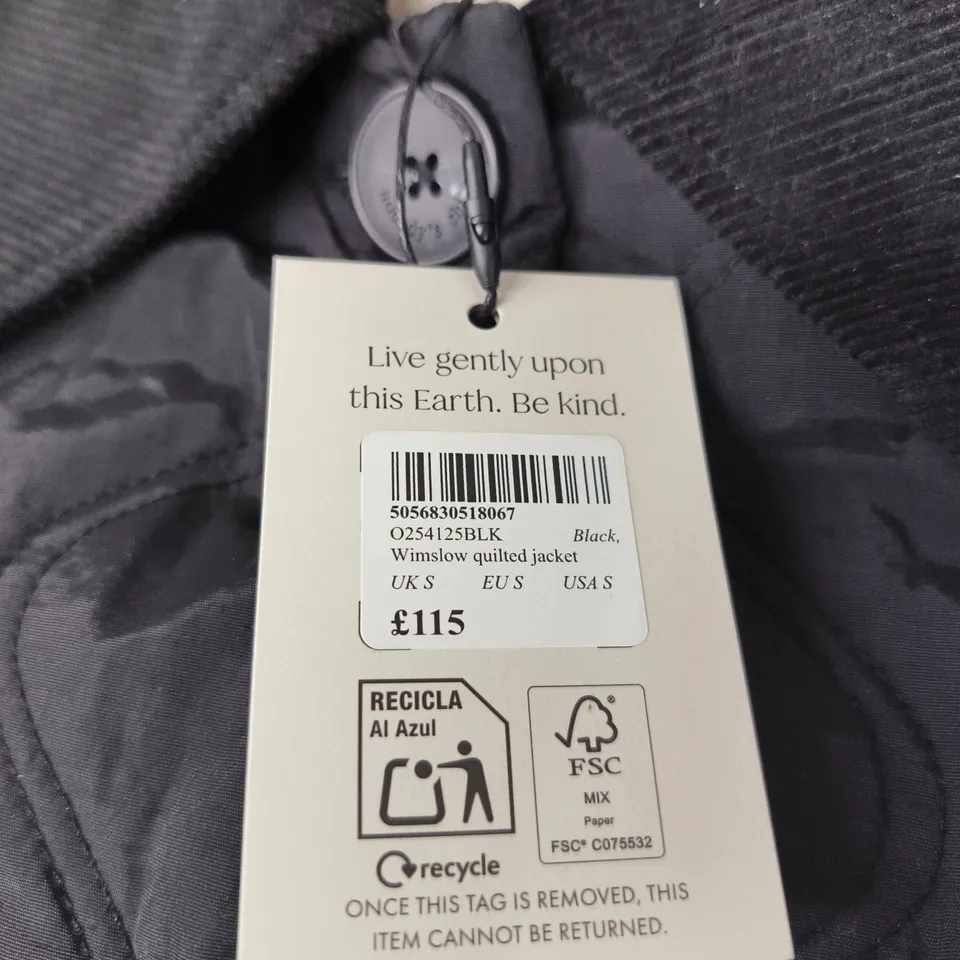 Live gently upon
this Earth. Be kind.
5056830518067
O254125BLK Black,
Wimslow quilted jacket
UK S EU S USA S
£115
RECICLA
Al Azul
FSC®
MIX
Paper
FSC® C075532
recycle
ONCE THIS TAG IS REMOVED, THIS
ITEM CANNOT BE RETURNED.